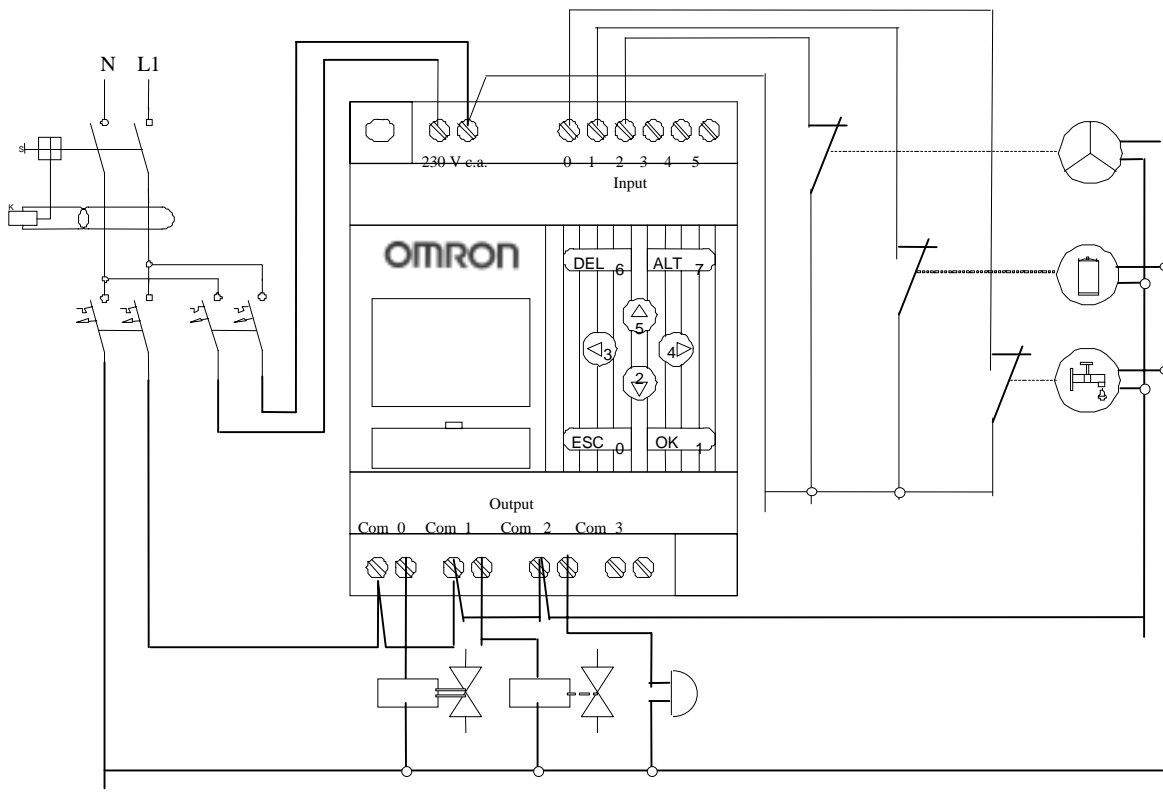 N L1
S
K
230 V c.a.
0 1 2 3 4 5
Input
OMRON
DEL 6 ALT 7
5
3 4
2
ESC 0 OK 1
Output
Com 0 Com 1 Com 2 Com 3